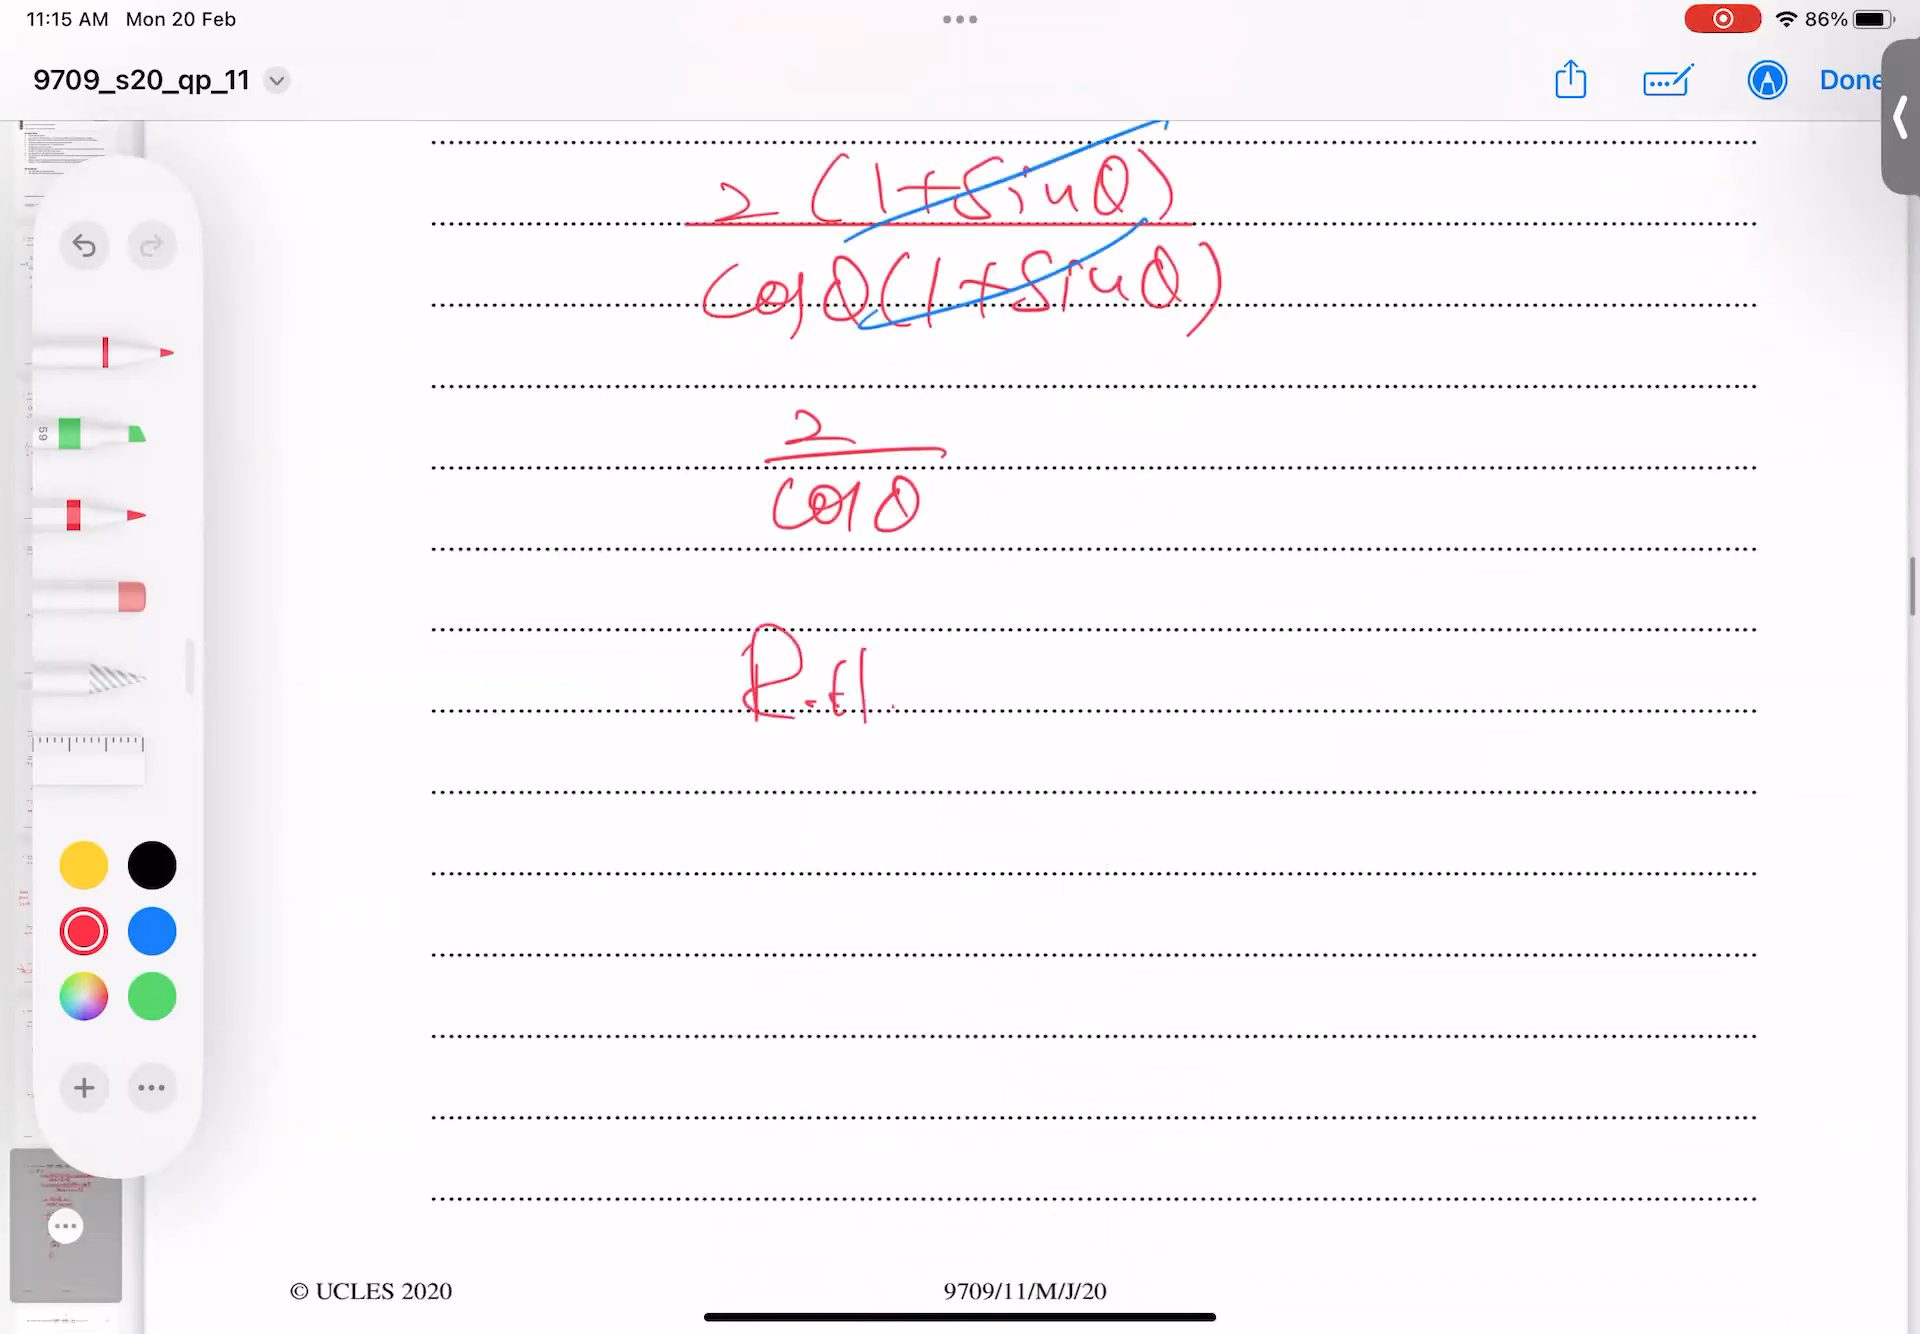 11:15 AM Mon 20 Feb
86%
9709_s20_qp_11
Done
2 (1+Sinθ)
Cosθ(1+Sinθ)
59
2
Cosθ
© UCLES 2020
9709/11/M/J/20